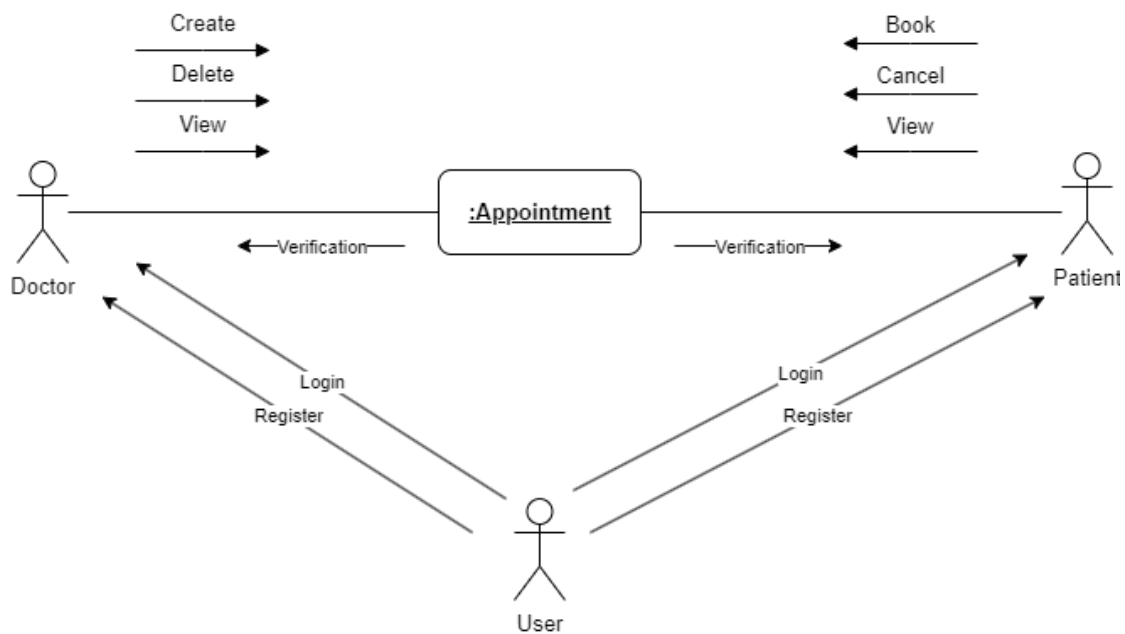 Create
Book
Delete
Cancel
View
View
:Appointment
Verification
Verification
Doctor
Patient
Login
Login
Register
Register
User